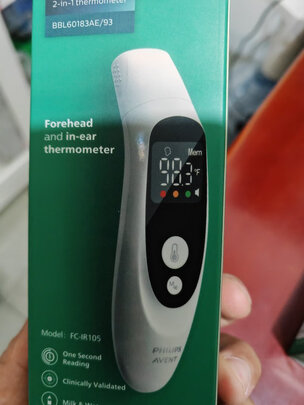 2-in-1 thermometer
BBL60183AE/93
Forehead
and in-ear
thermometer
Mem
98.3°F
M
Model: FC-IR105
PHILIPS
AVENT
One Second
Reading
Clinically Validated
Milk &